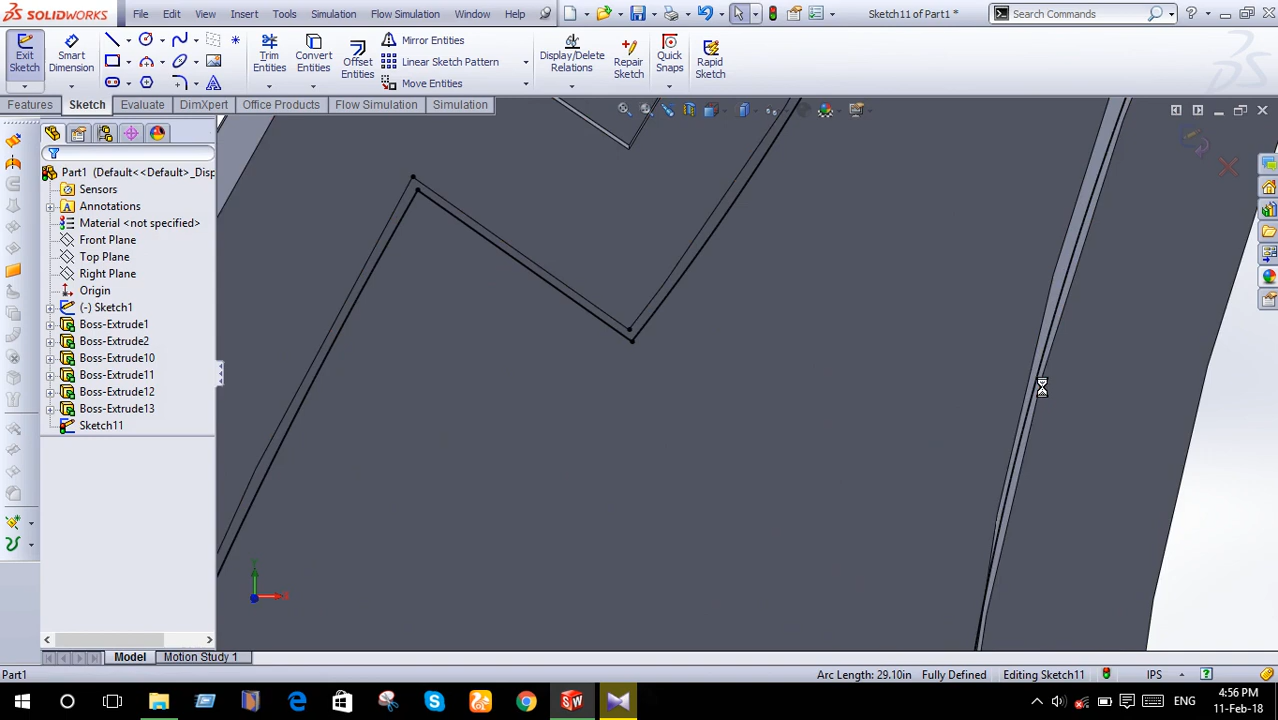 SOLIDWORKS File Edit View Insert Tools Simulation Flow Simulation Window Help Sketch11 of Part1 * Search Commands
Exit Sketch Smart Dimension Trim Entities Convert Entities Offset Entities Mirror Entities Linear Sketch Pattern Move Entities Display/Delete Relations Repair Sketch Quick Snaps Rapid Sketch
Features Sketch Evaluate DimXpert Office Products Flow Simulation Simulation
Part1 (Default<<Default>_Disp
Sensors
Annotations
Material <not specified>
Front Plane
Top Plane
Right Plane
Origin
(-) Sketch1
Boss-Extrude1
Boss-Extrude2
Boss-Extrude10
Boss-Extrude11
Boss-Extrude12
Boss-Extrude13
Sketch11
Model Motion Study 1
Part1 Arc Length: 29.10in Fully Defined Editing Sketch11 IPS
ENG 4:56 PM
11-Feb-18